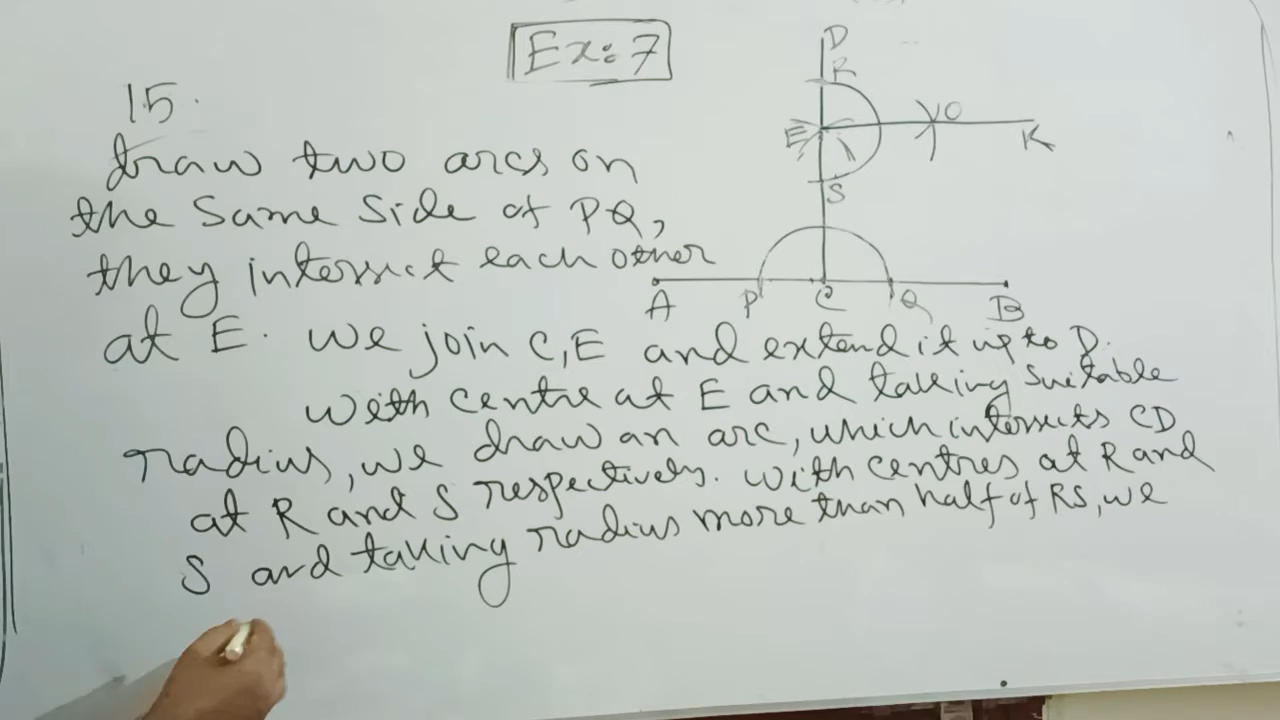 Ex: 7
15.
draw two arcs on
the same side of PQ,
they intersect each other
at E. We join C, E and extend it up to D.
With centre at E and taking suitable
radius, we draw an arc, which intersects CD
at R and S respectively. With centres at R and
S and taking radius more than half of RS, we
D
R
E
O
K
S
A P C Q B